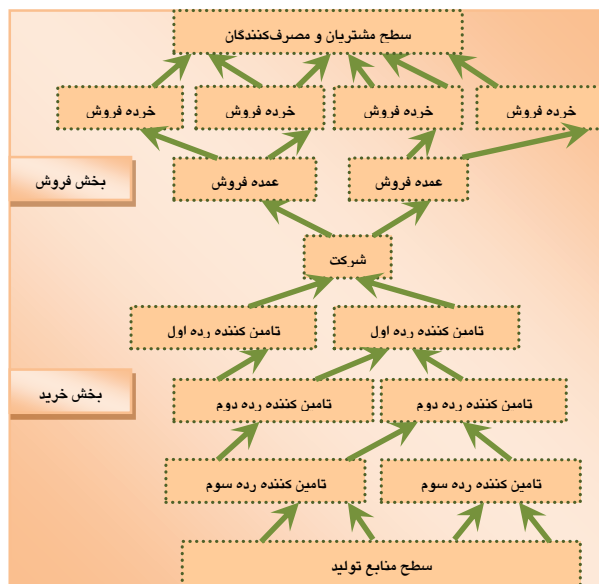 سطح مشتریان و مصرف‌کنندگان
خرده فروش
خرده فروش
خرده فروش
خرده فروش
عمده فروش
عمده فروش
بخش فروش
شرکت
تامین کننده رده اول
تامین کننده رده اول
تامین کننده رده دوم
تامین کننده رده دوم
بخش خرید
تامین کننده رده سوم
تامین کننده رده سوم
سطح منابع تولید